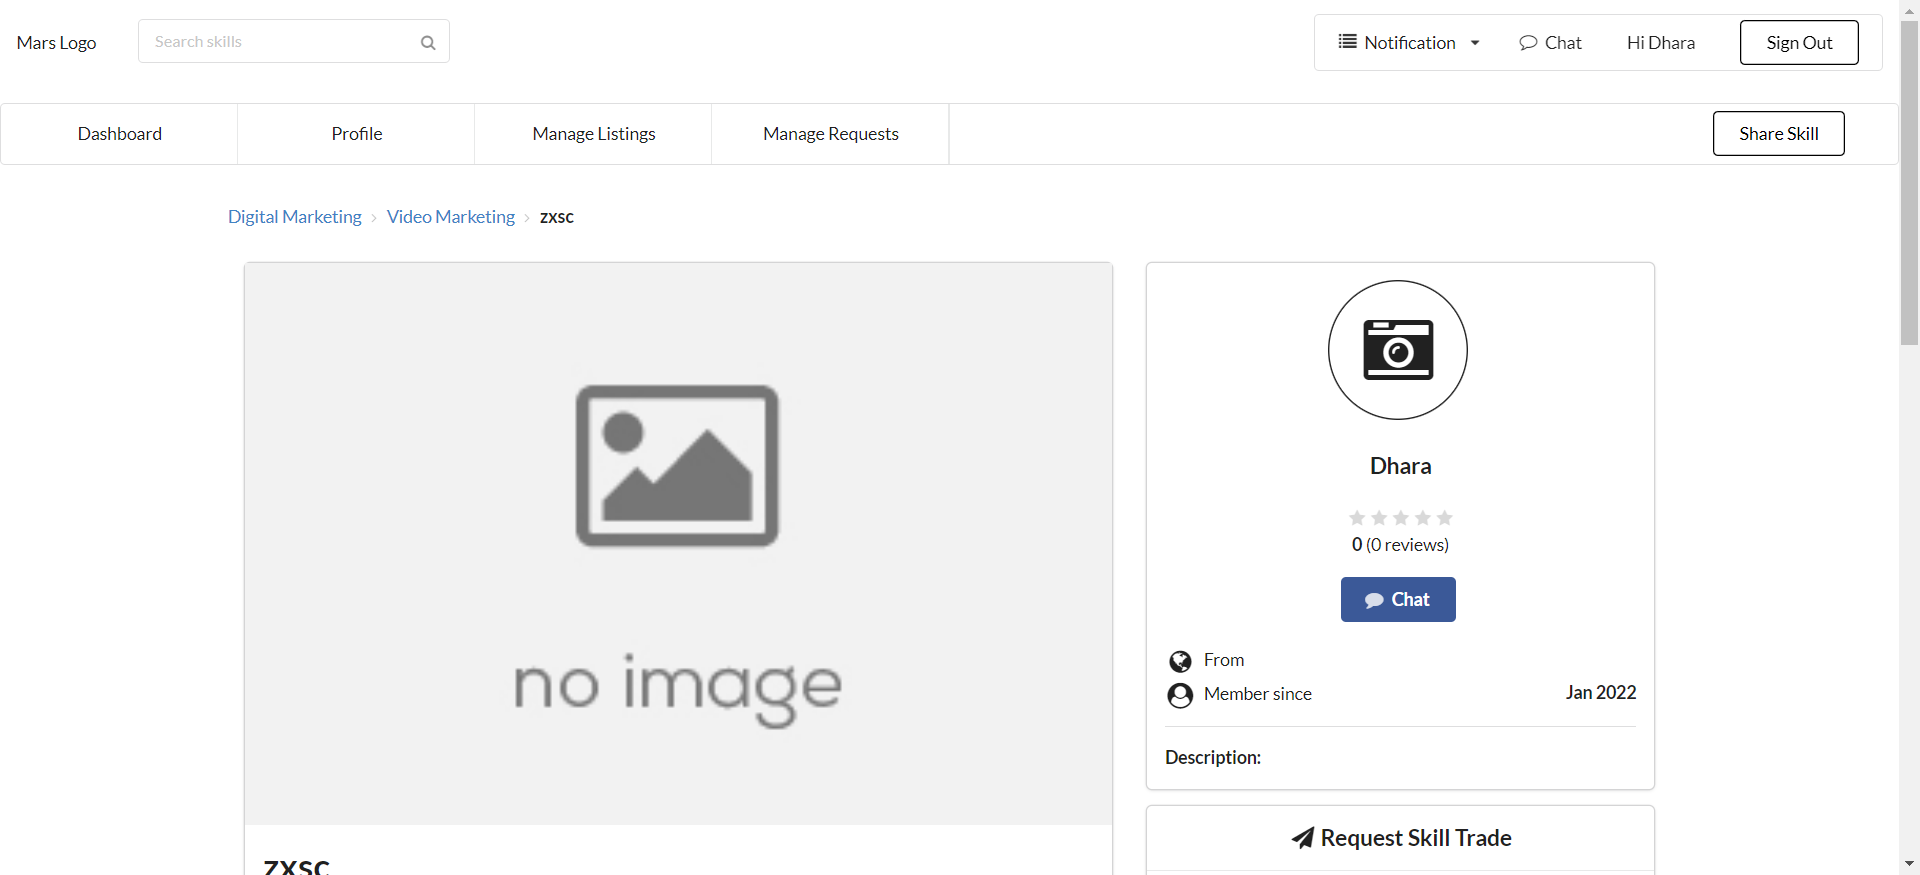 Mars Logo
Search skills
Notification
Chat
Hi Dhara
Sign Out
Dashboard
Profile
Manage Listings
Manage Requests
Share Skill
Digital Marketing › Video Marketing › zxsc
no image
zxsc
Dhara
0 (0 reviews)
Chat
From
Member since Jan 2022
Description:
Request Skill Trade